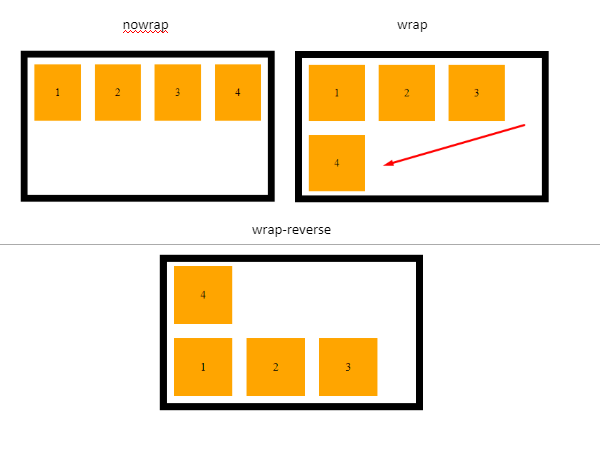 nowrap
wrap
1 2 3 4
1 2 3
4
wrap-reverse
4
1 2 3